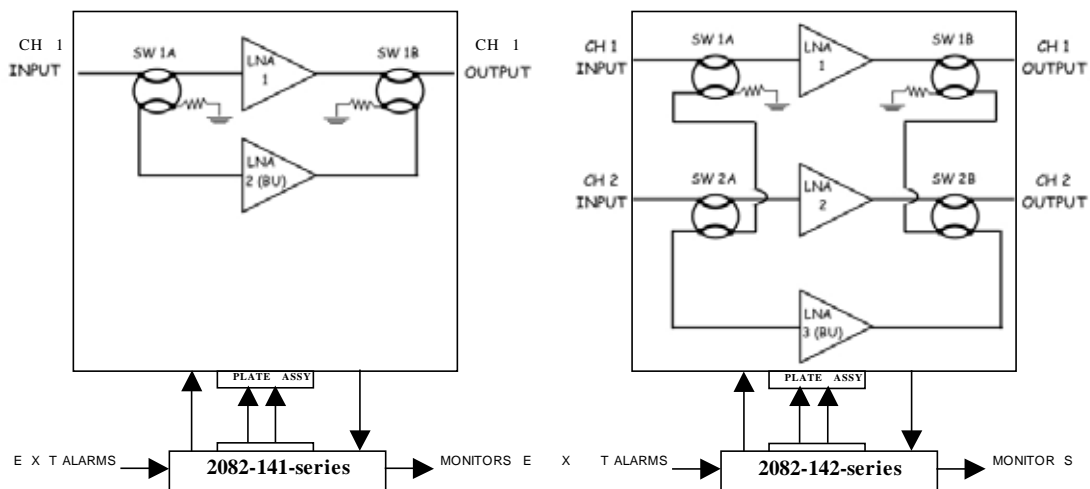 CH 1 INPUT
SW 1A
LNA 1
SW 1B
CH 1 OUTPUT
LNA 2 (BU)
PLATE ASSY
E X T ALARMS
2082-141-series
MONITORS
CH 1 INPUT
SW 1A
LNA 1
SW 1B
CH 1 OUTPUT
CH 2 INPUT
SW 2A
LNA 2
SW 2B
CH 2 OUTPUT
LNA 3 (BU)
PLATE ASSY
E X T ALARMS
2082-142-series
MONITOR S